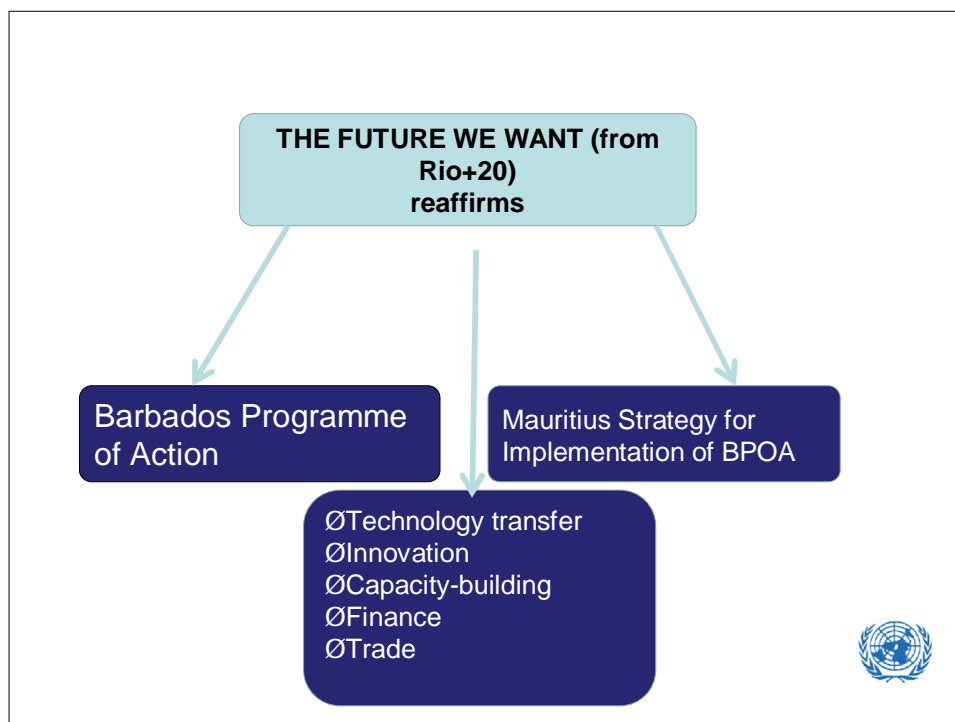 THE FUTURE WE WANT (from
Rio+20)
reaffirms
Barbados Programme
of Action
Mauritius Strategy for
Implementation of BPOA
ØTechnology transfer
ØInnovation
ØCapacity-building
ØFinance
ØTrade